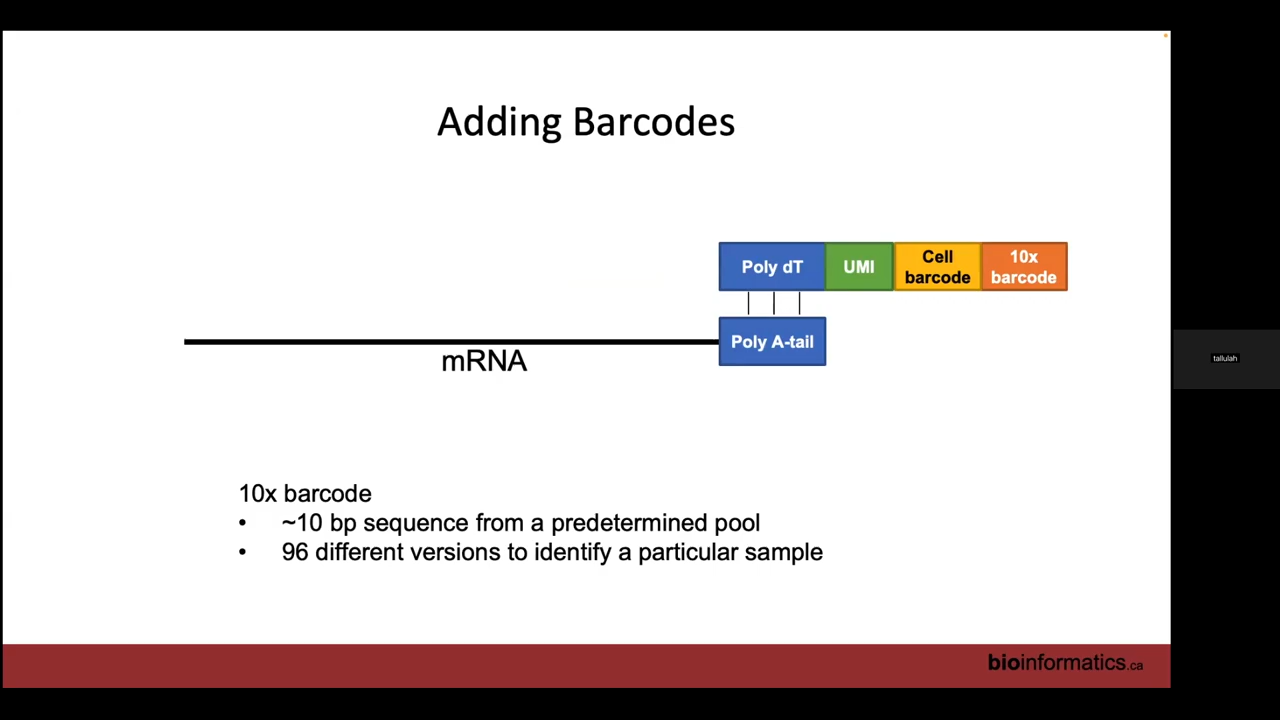 Adding Barcodes
Poly dT
UMI
Cell
barcode
10x
barcode
Poly A-tail
mRNA
tallulah
10x barcode
• ~10 bp sequence from a predetermined pool
• 96 different versions to identify a particular sample
bioinformatics.ca